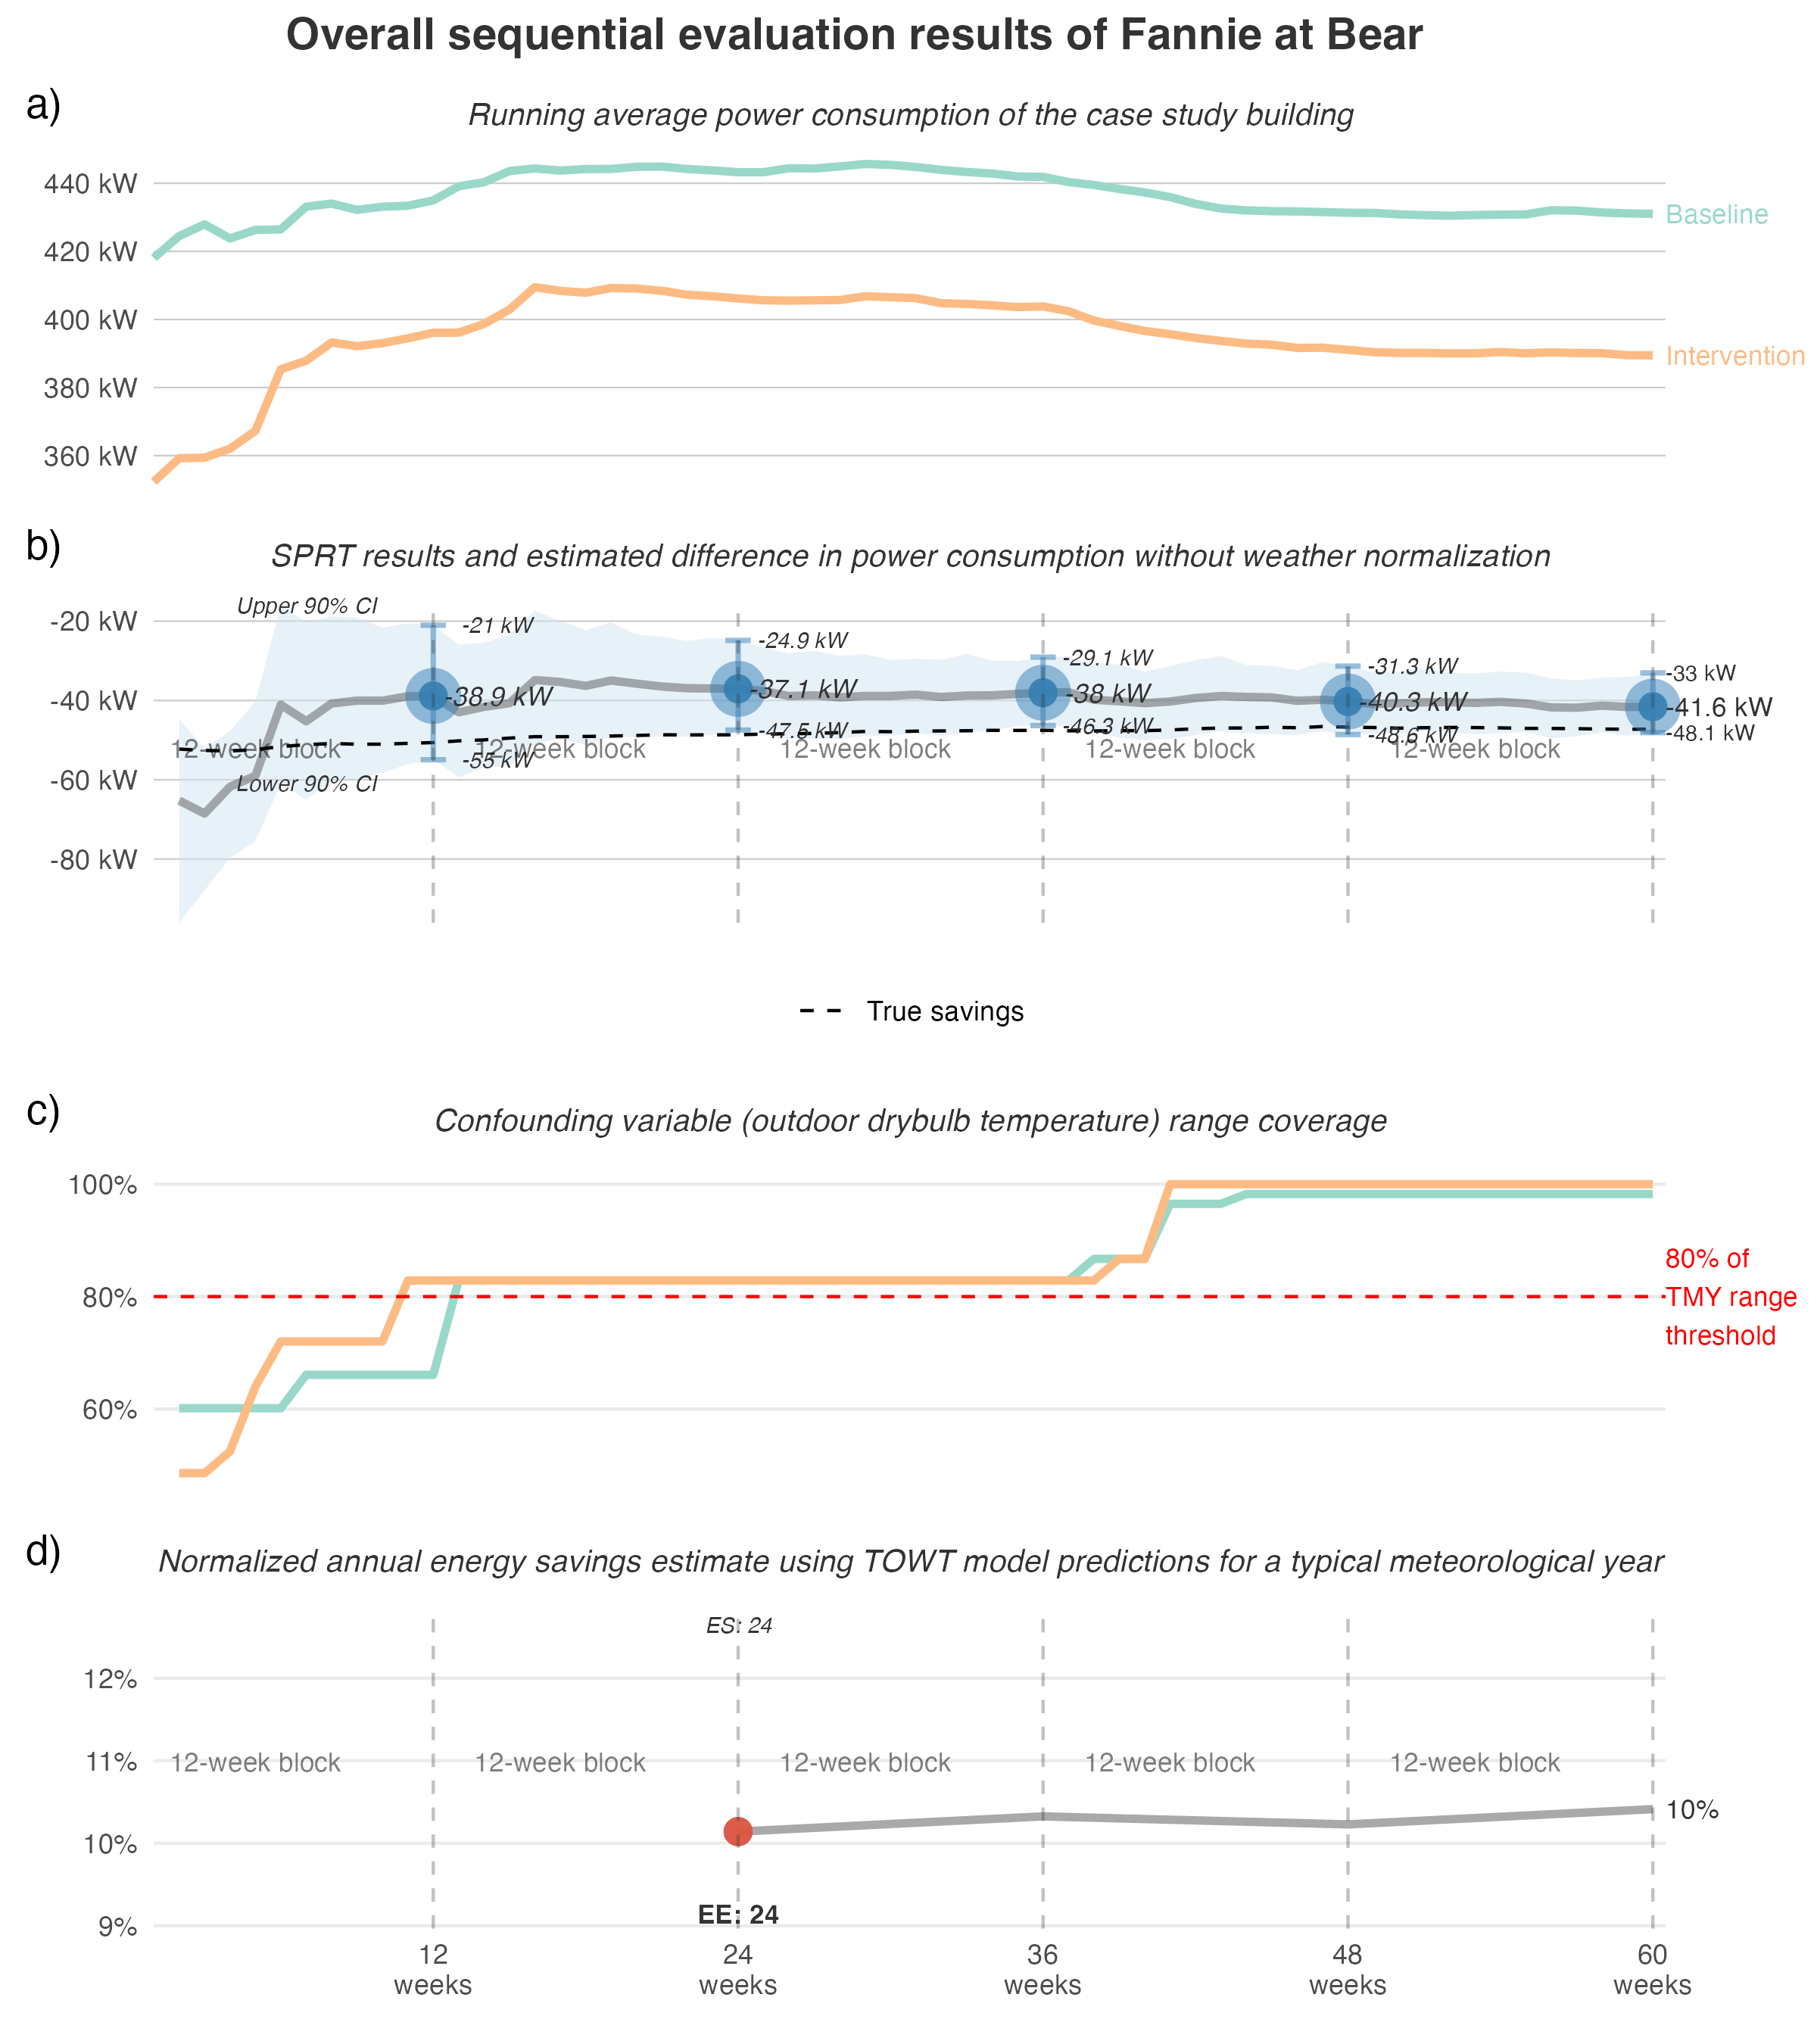 Overall sequential evaluation results of Fannie at Bear
a)
Running average power consumption of the case study building
440 kW
420 kW
400 kW
380 kW
360 kW
Baseline
Intervention
b)
SPRT results and estimated difference in power consumption without weather normalization
-20 kW
-40 kW
-60 kW
-80 kW
Upper 90% CI
Lower 90% CI
-21 kW
-24.9 kW
-29.1 kW
-31.3 kW
-33 kW
-38.9 kW
-37.1 kW
-38 kW
-40.3 kW
-41.6 kW
-55 kW
-47.5 kW
-46.3 kW
-48.6 kW
-48.1 kW
12-week block
12-week block
12-week block
12-week block
12-week block
True savings
c)
Confounding variable (outdoor drybulb temperature) range coverage
100%
80%
60%
80% of
TMY range
threshold
d)
Normalized annual energy savings estimate using TOWT model predictions for a typical meteorological year
ES: 24
12%
11%
10%
9%
12-week block
12-week block
12-week block
12-week block
12-week block
10%
EE: 24
12
weeks
24
weeks
36
weeks
48
weeks
60
weeks